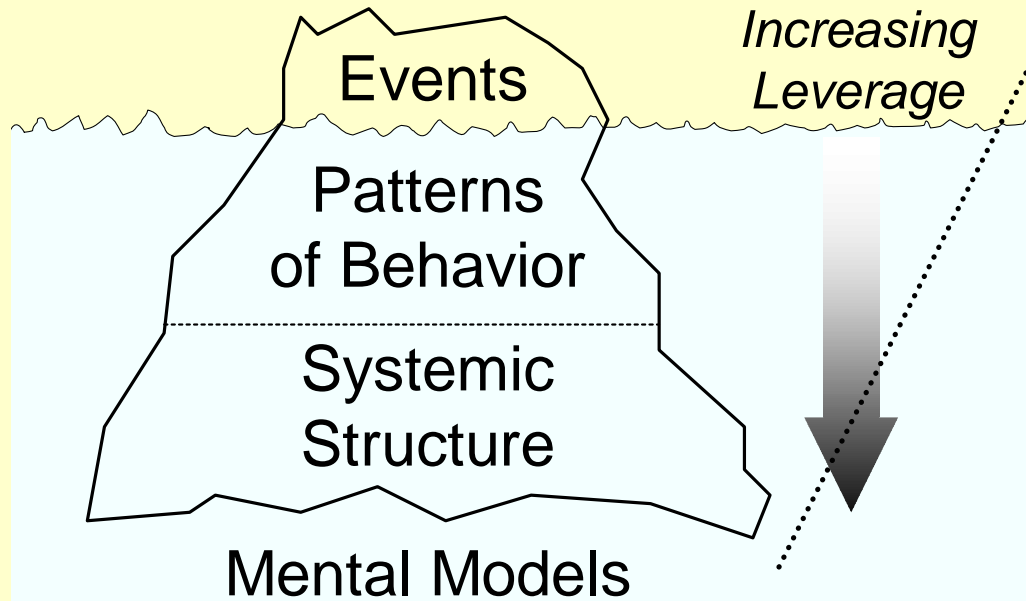 Events
Increasing
Leverage
Patterns
of Behavior
Systemic
Structure
Mental Models